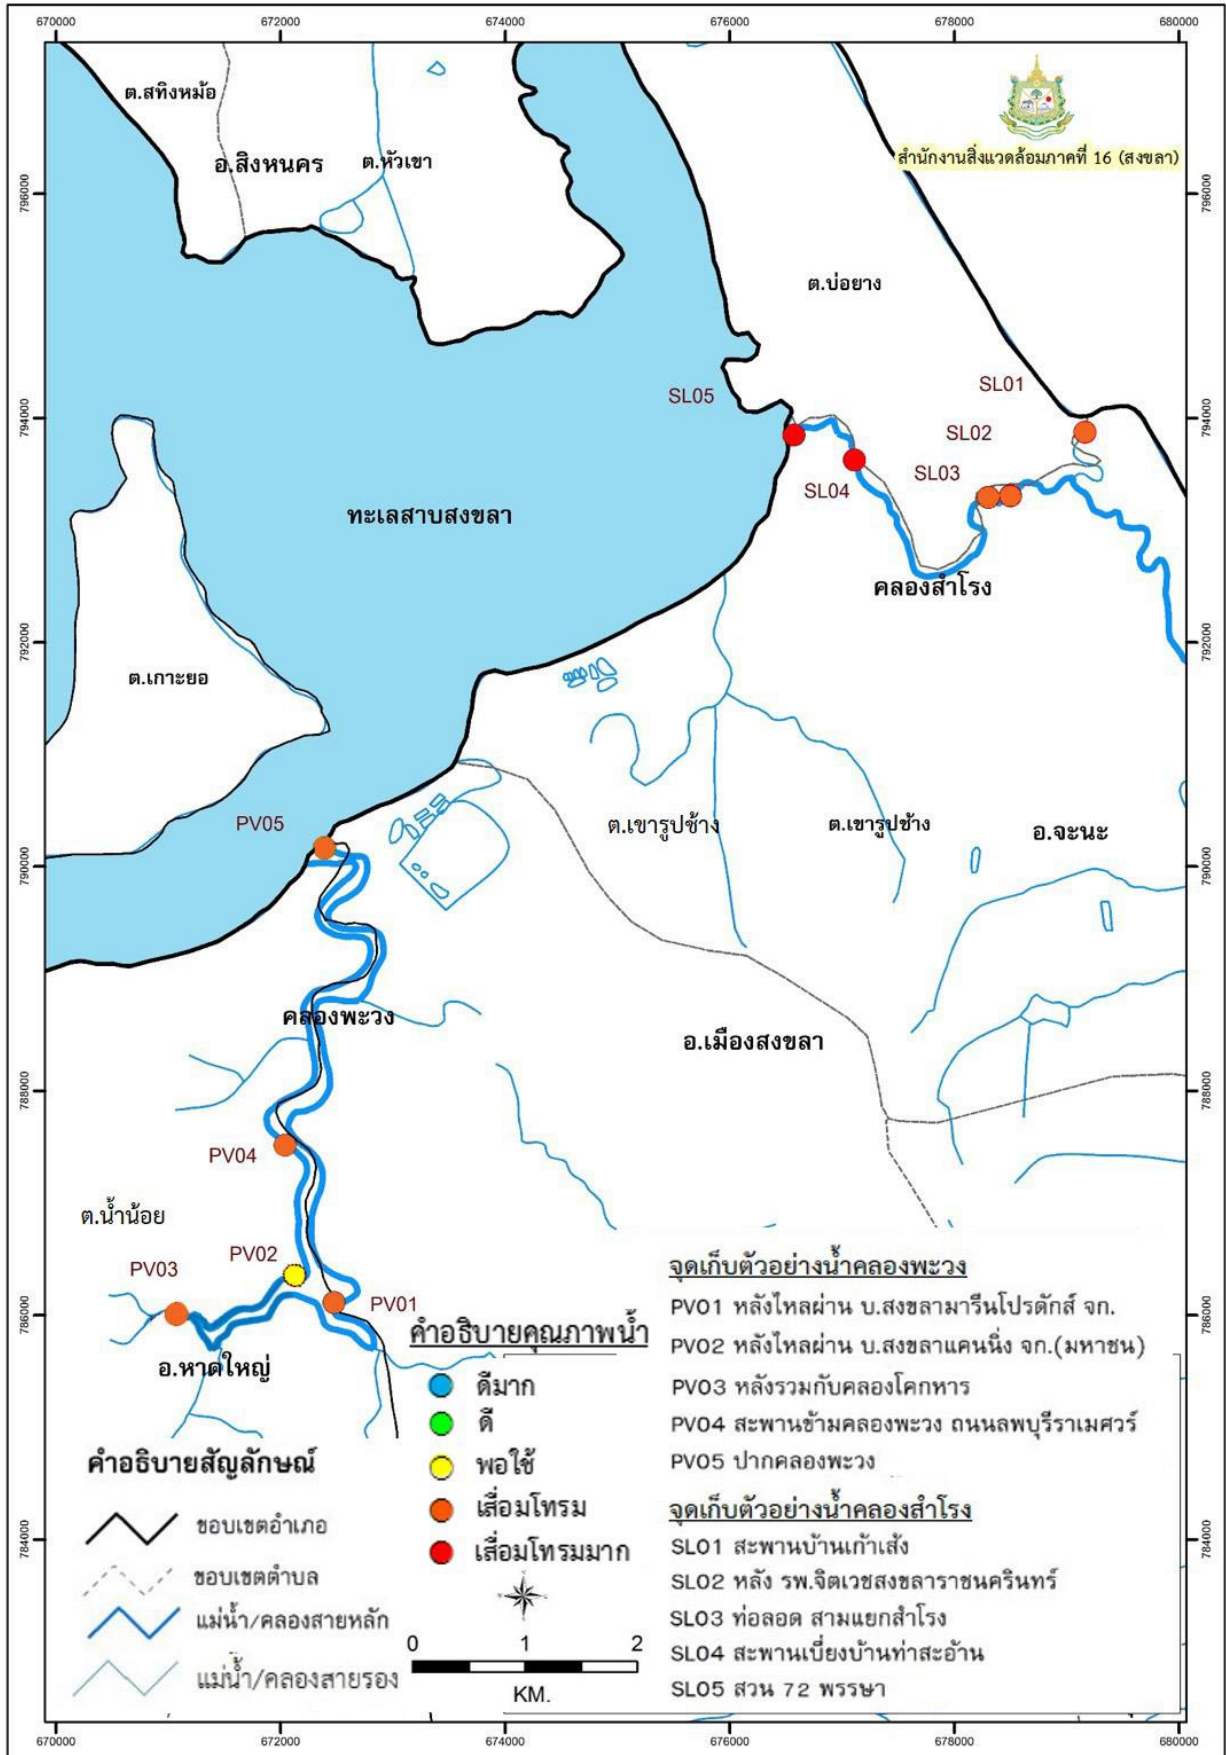 670000 672000 674000 676000 678000 680000
ต.สทิงหม้อ
อ.สิงหนคร
ต.หัวเขา
สำนักงานสิ่งแวดล้อมภาคที่ 16 (สงขลา)
796000 796000
ต.บ่อยาง
SL01
SL05
794000 794000
SL02
SL03
SL04
ทะเลสาบสงขลา
คลองสำโรง
792000 792000
ต.เกาะยอ
PV05
ต.เขารูปช้าง
ต.เขารูปช้าง
อ.จะนะ
790000 790000
คลองพะวง
อ.เมืองสงขลา
788000 788000
PV04
ต.น้ำน้อย
PV02
PV03
PV01
786000 786000
อ.หาดใหญ่
คำอธิบายคุณภาพน้ำ
ดีมาก
ดี
พอใช้
เสื่อมโทรม
เสื่อมโทรมมาก
0 1 2
KM.
คำอธิบายสัญลักษณ์
ขอบเขตอำเภอ
ขอบเขตตำบล
แม่น้ำ/คลองสายหลัก
แม่น้ำ/คลองสายรอง
จุดเก็บตัวอย่างน้ำคลองพะวง
PV01 หลังไหลผ่าน บ.สงขลามารีนโปรดักส์ จก.
PV02 หลังไหลผ่าน บ.สงขลาแคนนิ่ง จก.(มหาชน)
PV03 หลังรวมกับคลองโคกหาร
PV04 สะพานข้ามคลองพะวง ถนนลพบุรีราเมศวร์
PV05 ปากคลองพะวง
จุดเก็บตัวอย่างน้ำคลองสำโรง
SL01 สะพานบ้านเก้าเส้ง
SL02 หลัง รพ.จิตเวชสงขลาราชนครินทร์
SL03 ท่อลอด สามแยกสำโรง
SL04 สะพานเบี่ยงบ้านท่าสะอ้าน
SL05 สวน 72 พรรษา
784000 784000
670000 672000 674000 676000 678000 680000